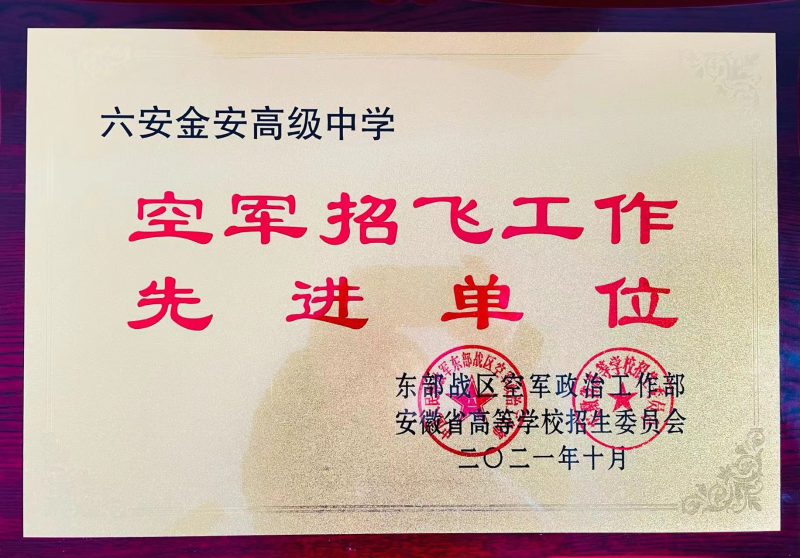 六安金安高级中学
空军招飞工作
先进单位
东部战区空军政治工作部
安徽省高等学校招生委员会
二〇二一年十月